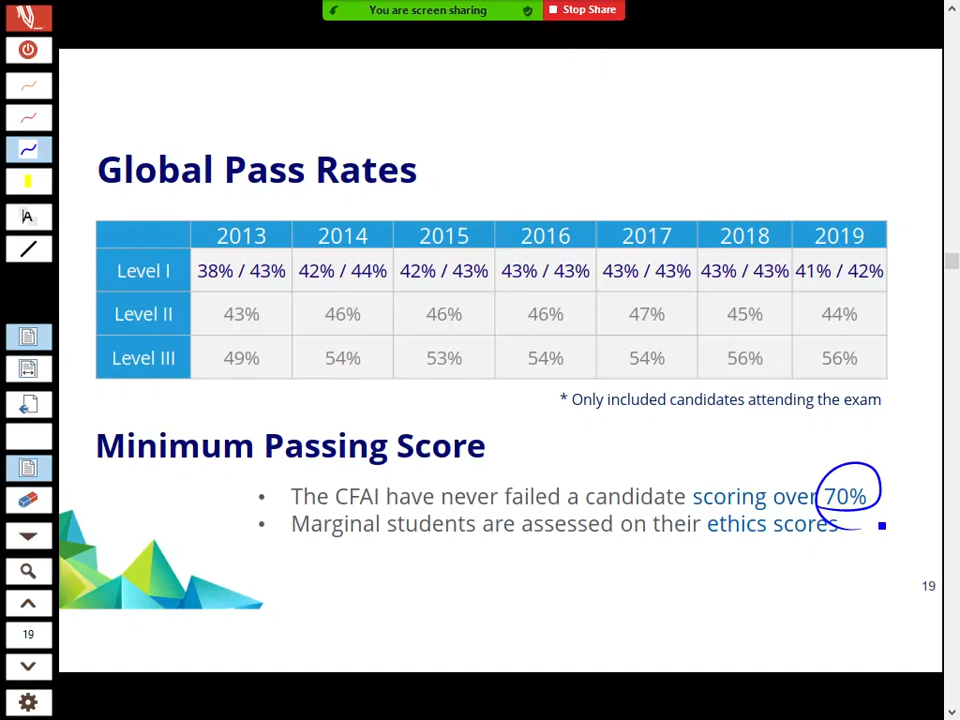 You are screen sharing Stop Share
Global Pass Rates
2013 2014 2015 2016 2017 2018 2019
Level I 38% / 43% 42% / 44% 42% / 43% 43% / 43% 43% / 43% 43% / 43% 41% / 42%
Level II 43% 46% 46% 46% 47% 45% 44%
Level III 49% 54% 53% 54% 54% 56% 56%
* Only included candidates attending the exam
Minimum Passing Score
• The CFAI have never failed a candidate scoring over 70%
• Marginal students are assessed on their ethics scores
19
A
19